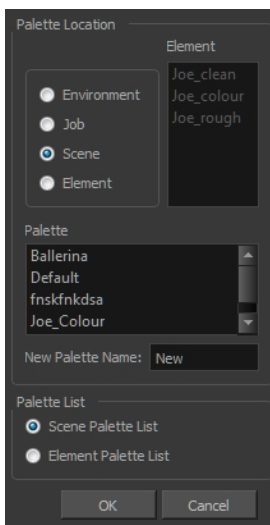 Palette Location
Element
Environment
Job
Scene
Element
Joe_clean
Joe_colour
Joe_rough
Palette
Ballerina
Default
fnskfnkdsa
Joe_Colour
New Palette Name: New
Palette List
Scene Palette List
Element Palette List
OK Cancel